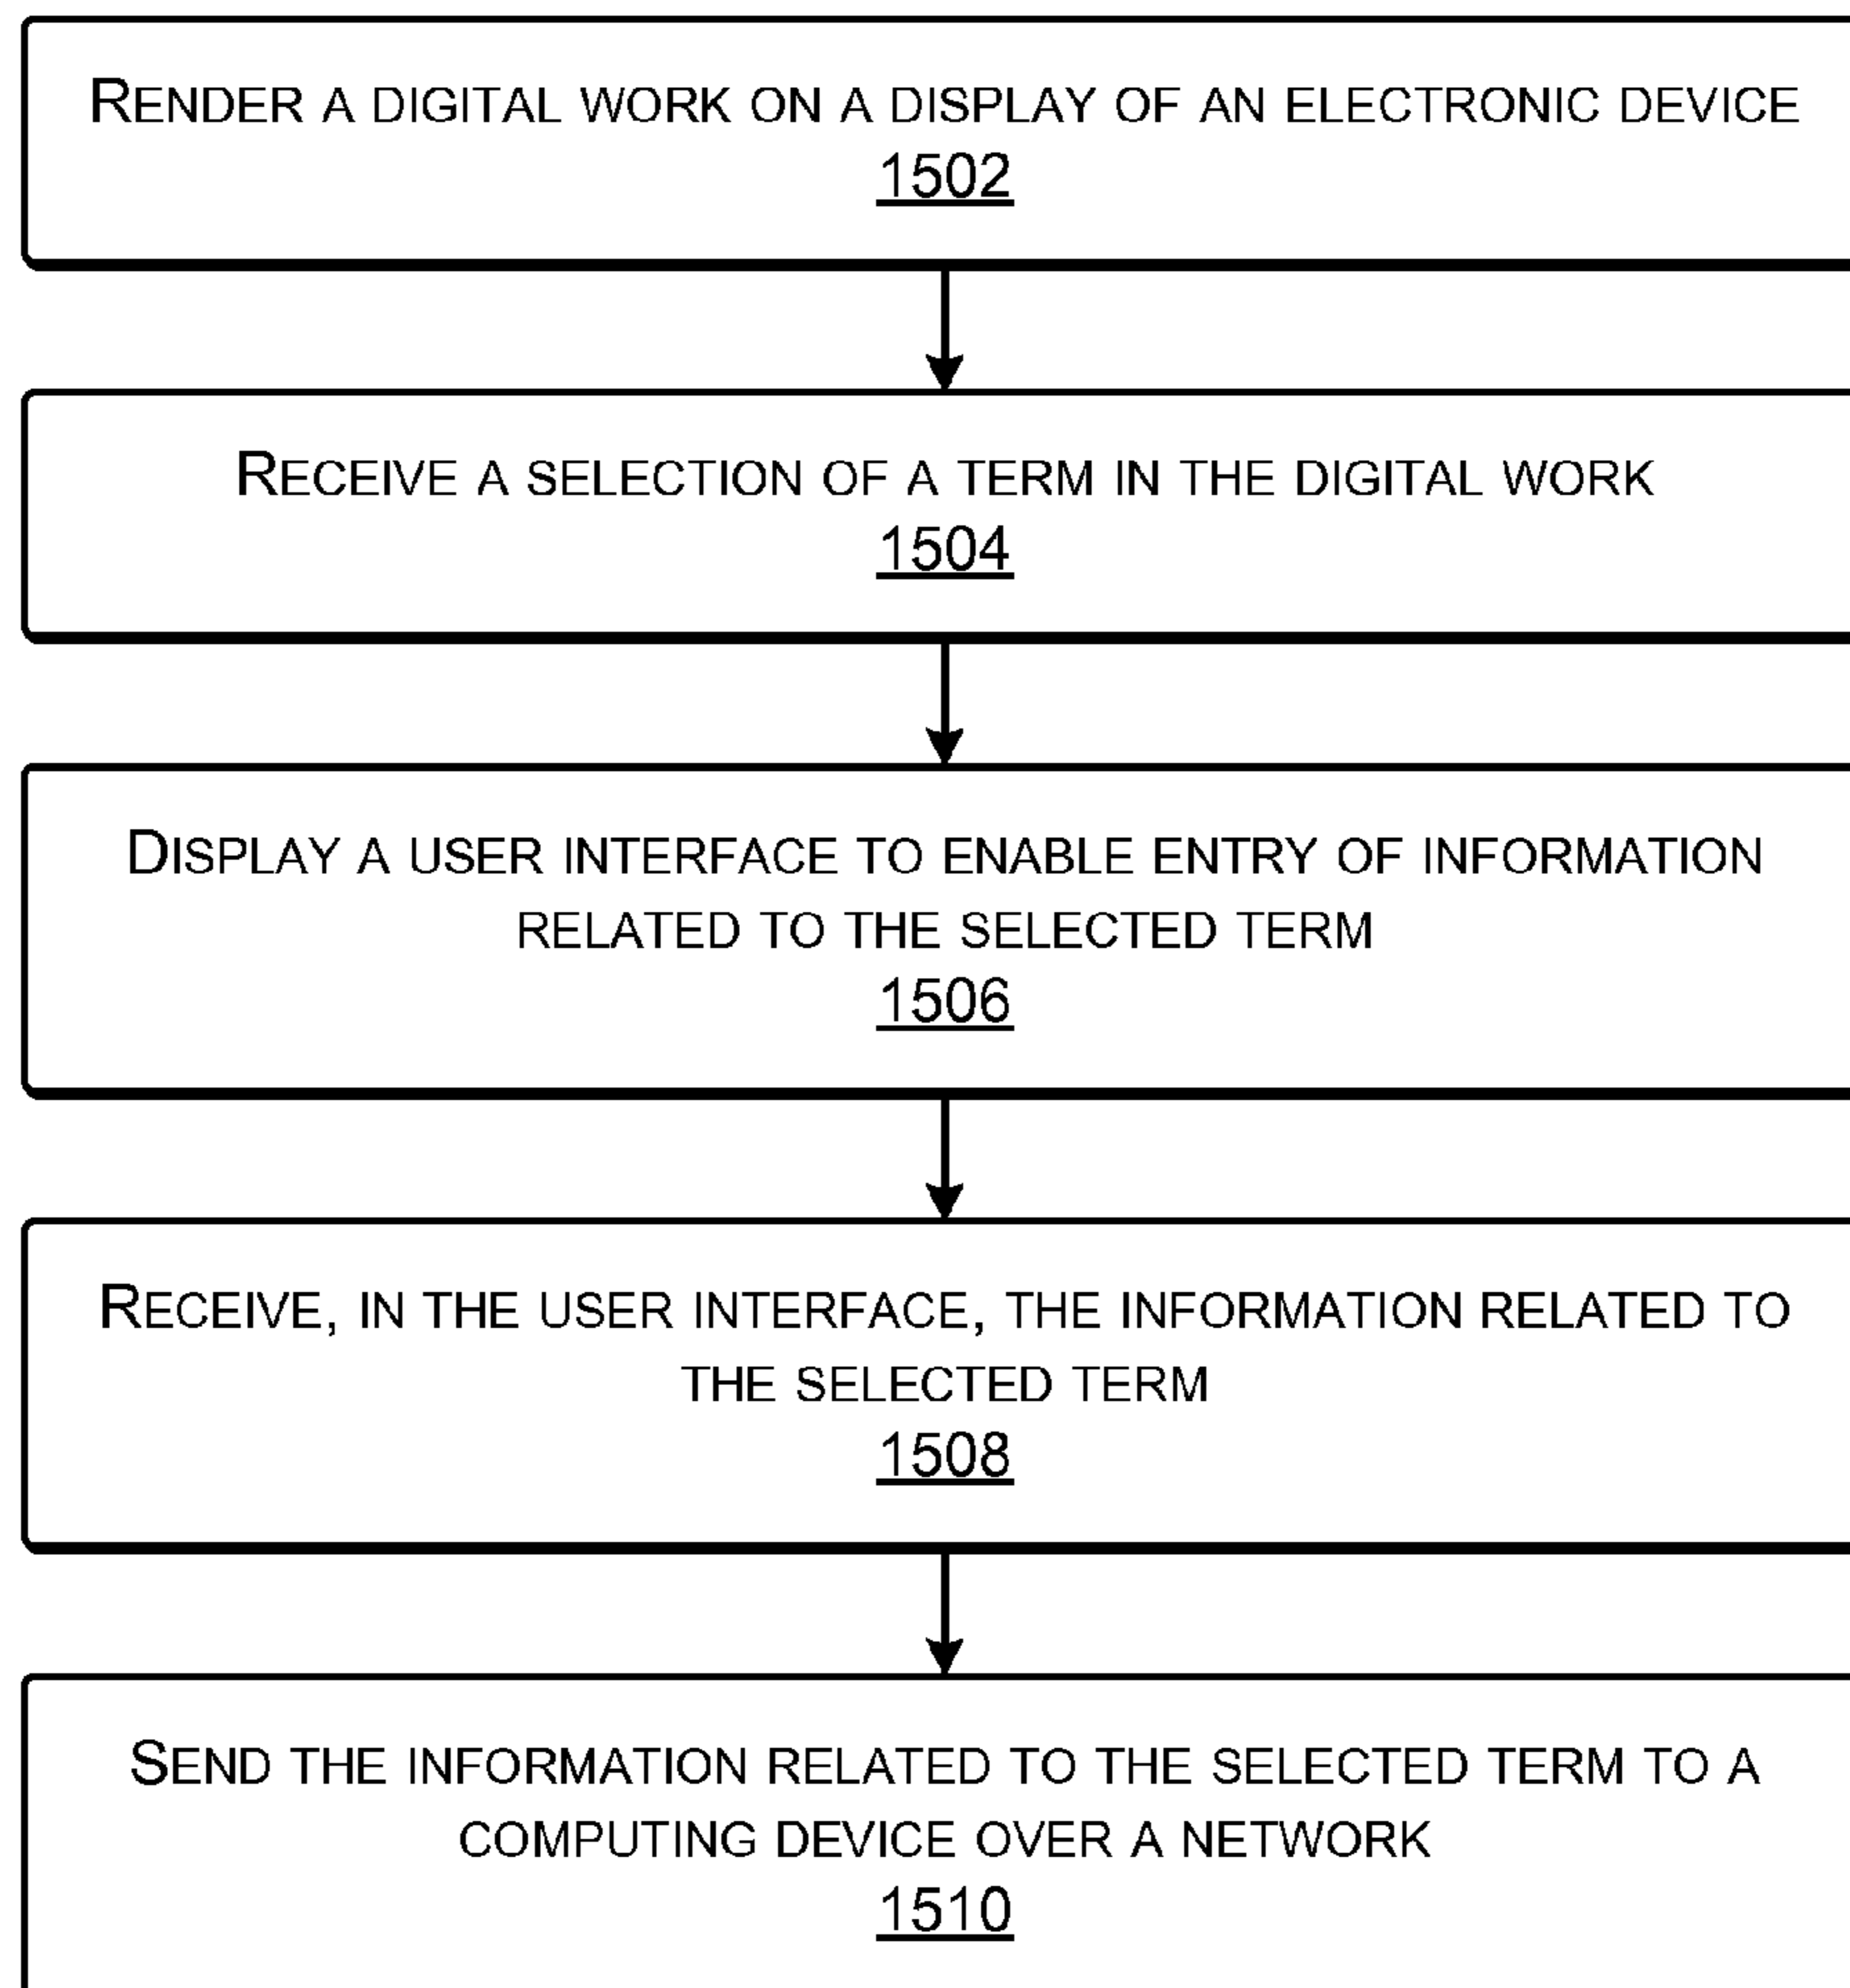 RENDER A DIGITAL WORK ON A DISPLAY OF AN ELECTRONIC DEVICE
1502
RECEIVE A SELECTION OF A TERM IN THE DIGITAL WORK
1504
DISPLAY A USER INTERFACE TO ENABLE ENTRY OF INFORMATION
RELATED TO THE SELECTED TERM
1506
RECEIVE, IN THE USER INTERFACE, THE INFORMATION RELATED TO
THE SELECTED TERM
1508
SEND THE INFORMATION RELATED TO THE SELECTED TERM TO A
COMPUTING DEVICE OVER A NETWORK
1510